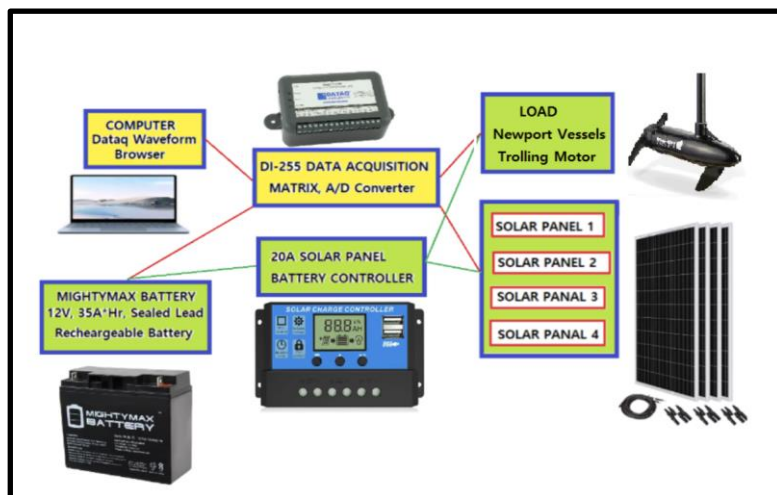 COMPUTER
Dataq Waveform
Browser
DATAQ
DI-255 DATA ACQUISITION
MATRIX, A/D Converter
LOAD
Newport Vessels
Trolling Motor
SOLAR PANEL 1
SOLAR PANEL 2
SOLAR PANAL 3
SOLAR PANAL 4
20A SOLAR PANEL
BATTERY CONTROLLER
MIGHTYMAX BATTERY
12V, 35A*Hr, Sealed Lead
Recheargeable Battery
SOLAR CHARGE CONTROLLER
MIGHTYMAX
BATTERY